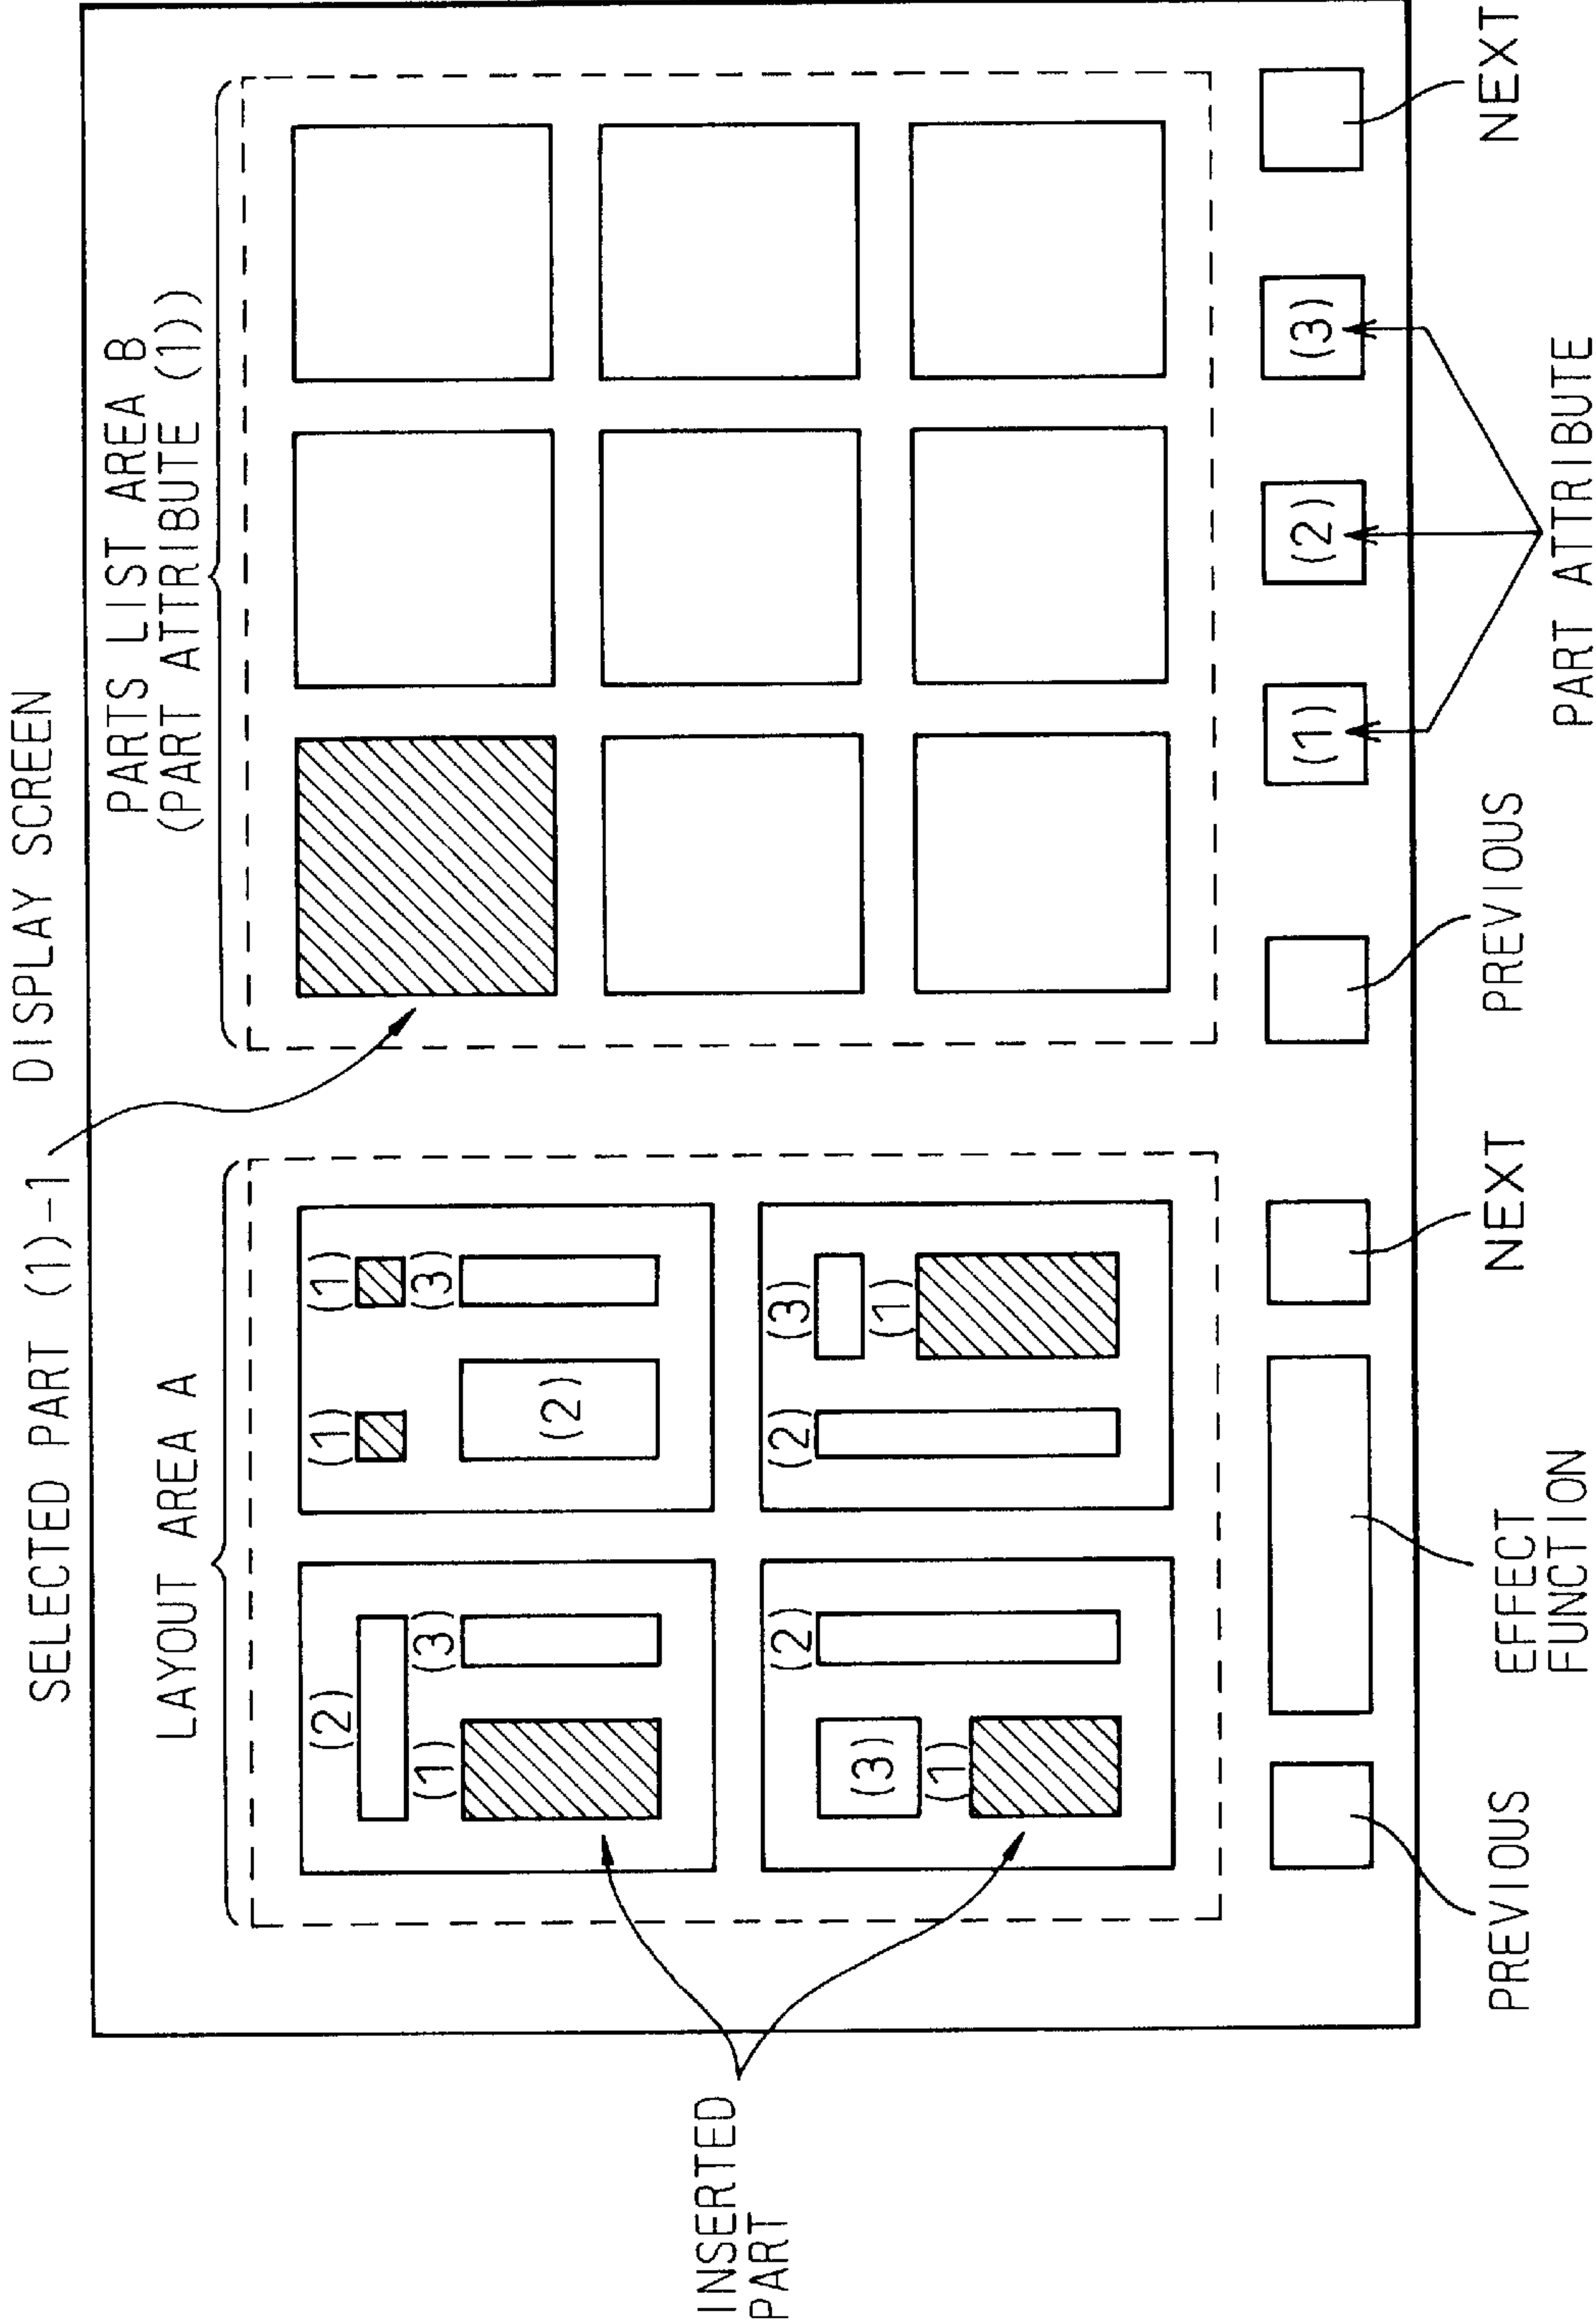 DISPLAY SCREEN
SELECTED PART (1)-1
LAYOUT AREA A
PARTS LIST AREA B
(PART ATTRIBUTE (1))
(2)
(1)
(3)
(1)
(1)
(2)
(3)
(3)
(1)
(2)
(2)
(3)
(1)
INSERTED
PART
(1)
(2)
(3)
PREVIOUS
EFFECT
FUNCTION
NEXT
PREVIOUS
PART ATTRIBUTE
NEXT